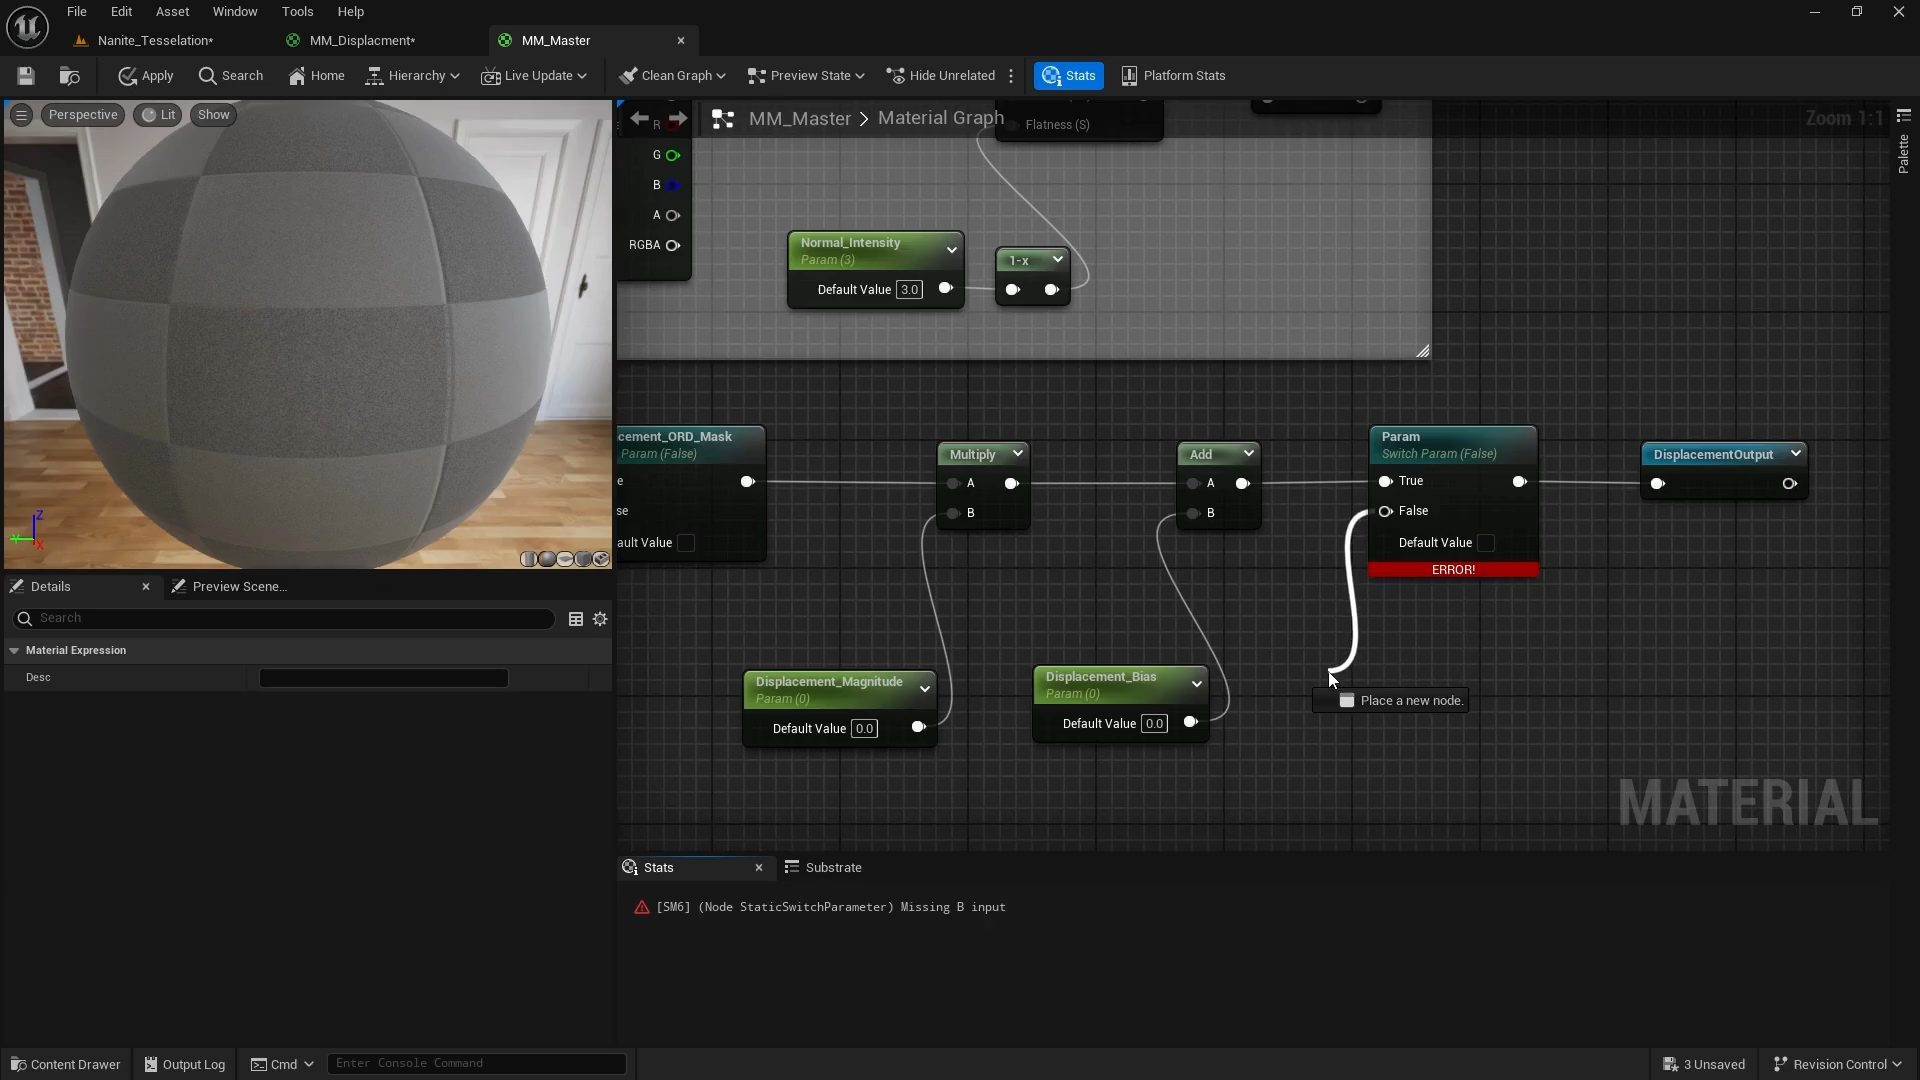 File Edit Asset Window Tools Help
Nanite_Tesselation* MM_Displacment* MM_Master
Apply Search Home Hierarchy Live Update Clean Graph Preview State Hide Unrelated Stats Platform Stats
Perspective Lit Show
MM_Master > Material Graph
Zoom 1:1
Palette
R
G
B
A
RGBA
Flatness (S)
Normal_Intensity
Param (3)
Default Value 3.0
1-x
cement_ORD_Mask
Param (False)
e
se
ault Value
Multiply
A
B
Add
A
B
Param
Switch Param (False)
True
False
Default Value
ERROR!
DisplacementOutput
Displacement_Magnitude
Param (0)
Default Value 0.0
Displacement_Bias
Param (0)
Default Value 0.0
Place a new node.
MATERIAL
Z
Y
X
Details Preview Scene...
Search
Material Expression
Desc
Stats Substrate
[SM6] (Node StaticSwitchParameter) Missing B input
Content Drawer Output Log Cmd Enter Console Command 3 Unsaved Revision Control